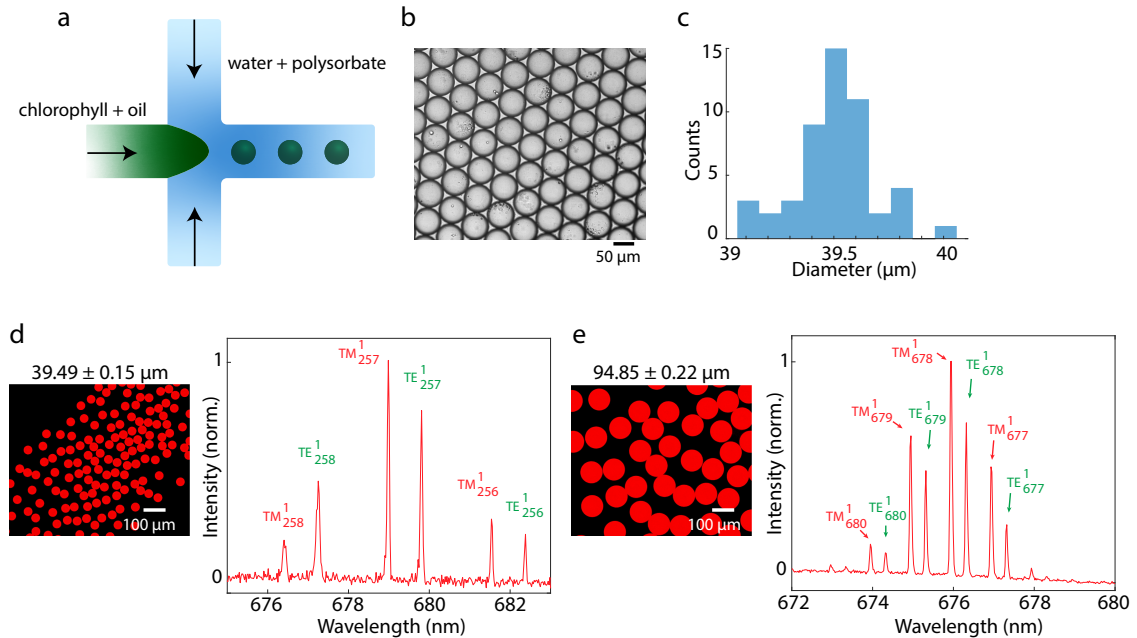 a
water + polysorbate
chlorophyll + oil
b
50 µm
c
15
10
5
0
Counts
39
39.5
40
Diameter (µm)
d
39.49 ± 0.15 µm
100 µm
Intensity (norm.)
1
0
TM¹₂₅₈
TE¹₂₅₈
TM¹₂₅₇
TE¹₂₅₇
TM¹₂₅₆
TE¹₂₅₆
676
678
680
682
Wavelength (nm)
e
94.85 ± 0.22 µm
100 µm
Intensity (norm.)
1
0
TM¹₆₈₀
TE¹₆₈₀
TM¹₆₇₉
TE¹₆₇₉
TM¹₆₇₈
TE¹₆₇₈
TM¹₆₇₇
TE¹₆₇₇
672
674
676
678
680
Wavelength (nm)